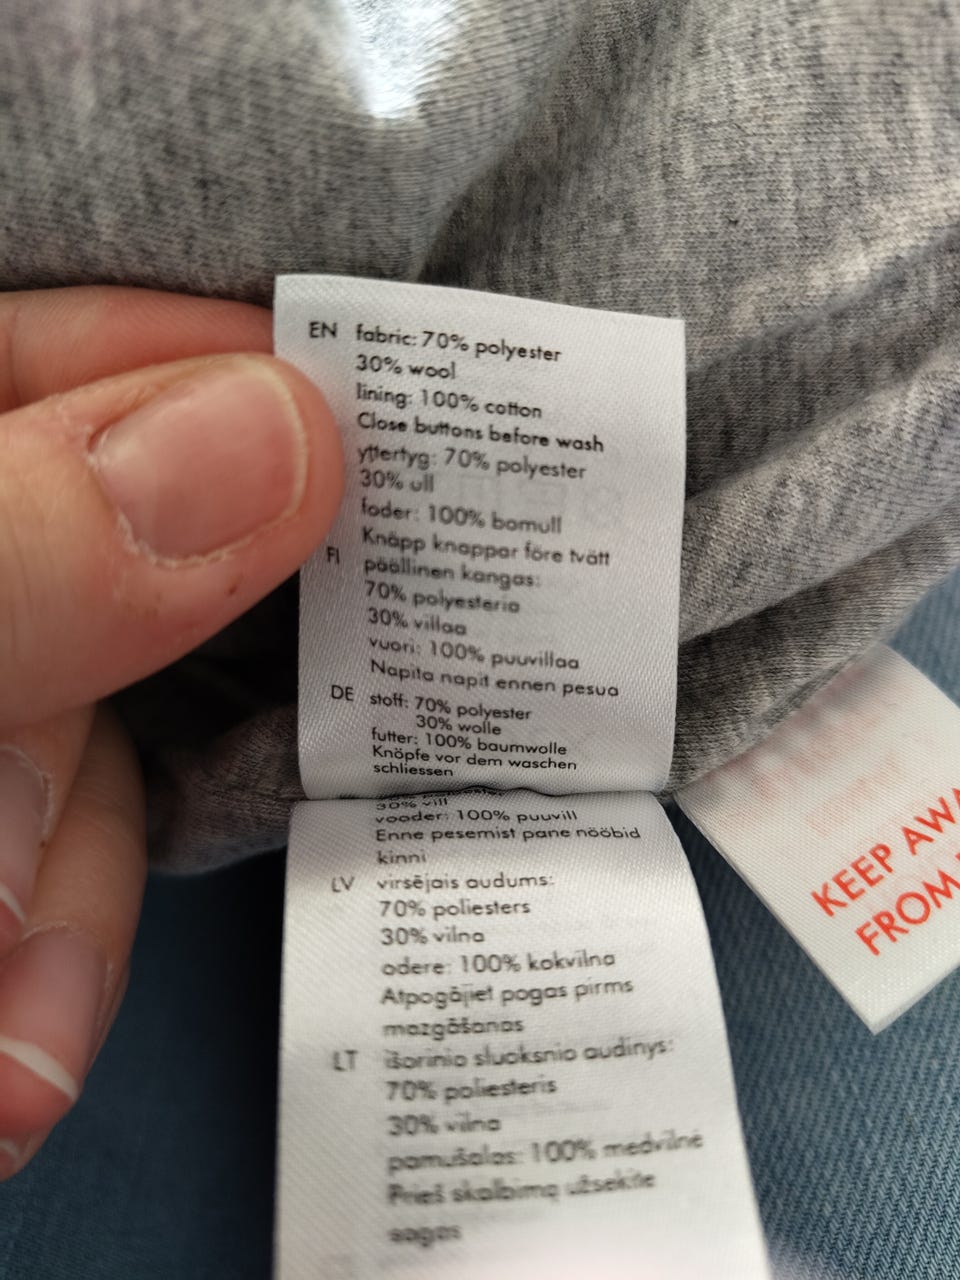 EN fabric: 70% polyester
30% wool
lining: 100% cotton
Close buttons before wash
yttertyg: 70% polyester
30% ull
foder: 100% bomull
Knäpp knappar före tvätt
FI päällinen kangas:
70% polyesteria
30% villaa
vuori: 100% puuvillaa
Napita napit ennen pesua
DE stoff: 70% polyester
30% wolle
futter: 100% baumwolle
Knöpfe vor dem waschen
schliessen
30% vill
vooder: 100% puuvill
Enne pesemist pane nööbid
kinni
LV virsējais audums:
70% poliesters
30% vilna
odere: 100% kokvilna
Atpogājiet pogas pirms
mazgāšanas
LT išorinio sluoksnio audinys:
70% poliesteris
30% vilna
pamušalas: 100% medvilnė
Prieš skalbimą užsekite
sagas
KEEP AWA
FROM